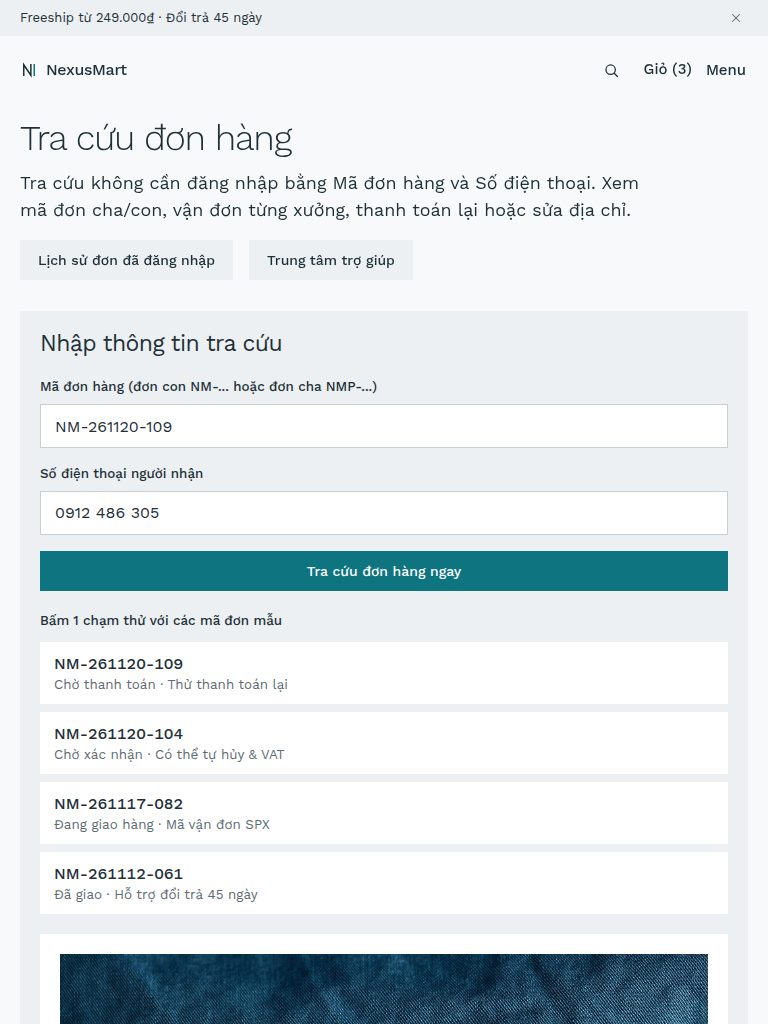 Freeship từ 249.000₫ · Đổi trả 45 ngày
NexusMart
Giỏ (3)
Menu
Tra cứu đơn hàng
Tra cứu không cần đăng nhập bằng Mã đơn hàng và Số điện thoại. Xem
mã đơn cha/con, vận đơn từng xưởng, thanh toán lại hoặc sửa địa chỉ.
Lịch sử đơn đã đăng nhập
Trung tâm trợ giúp
Nhập thông tin tra cứu
Mã đơn hàng (đơn con NM-... hoặc đơn cha NMP-...)
NM-261120-109
Số điện thoại người nhận
0912 486 305
Tra cứu đơn hàng ngay
Bấm 1 chạm thử với các mã đơn mẫu
NM-261120-109
Chờ thanh toán · Thử thanh toán lại
NM-261120-104
Chờ xác nhận · Có thể tự hủy & VAT
NM-261117-082
Đang giao hàng · Mã vận đơn SPX
NM-261112-061
Đã giao · Hỗ trợ đổi trả 45 ngày